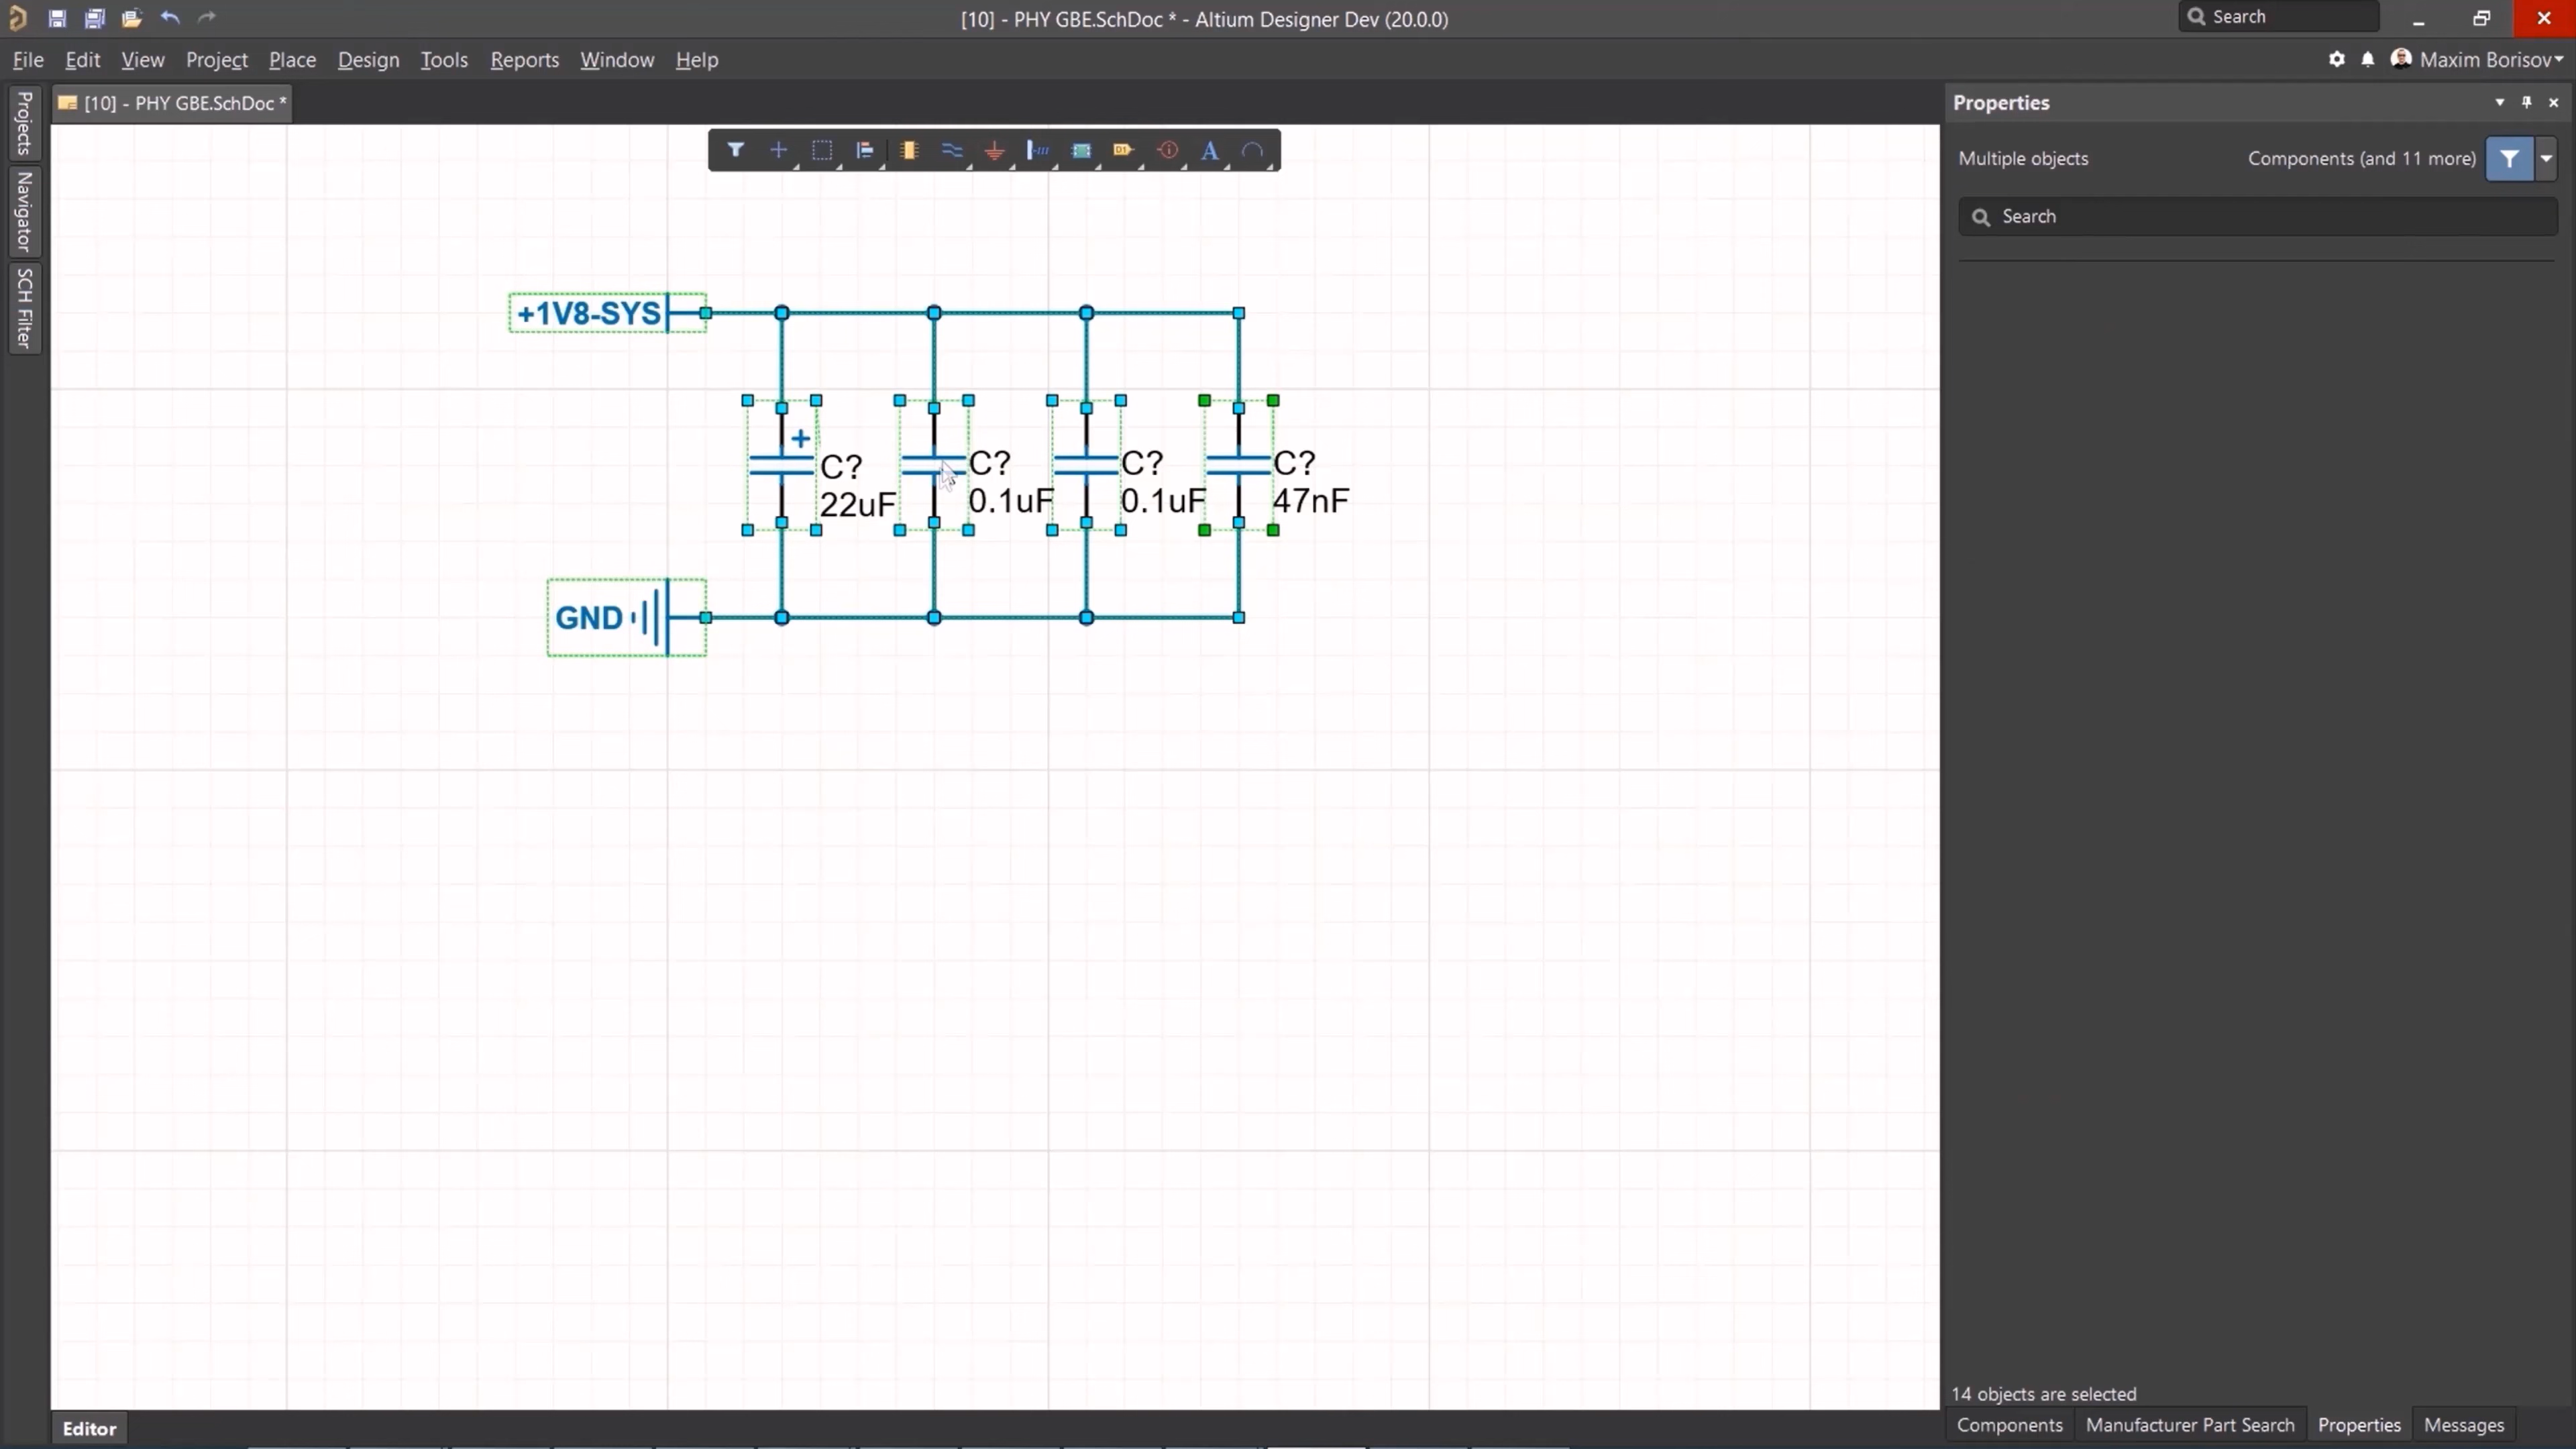 [10] - PHY GBE.SchDoc * - Altium Designer Dev (20.0.0)
Search
File Edit View Project Place Design Tools Reports Window Help
Maxim Borisov
Projects
Navigator
SCH Filter
[10] - PHY GBE.SchDoc *
Properties
Multiple objects
Components (and 11 more)
Search
+1V8-SYS
+
C?
22uF
C?
0.1uF
C?
0.1uF
C?
47nF
GND
14 objects are selected
Editor
Components Manufacturer Part Search Properties Messages